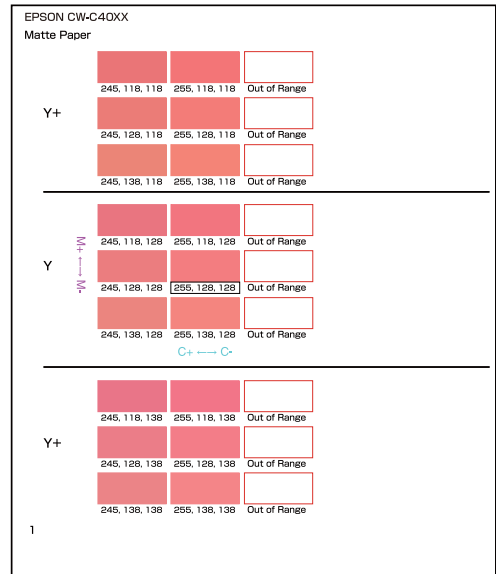 EPSON CW-C40XX
Matte Paper
245, 118, 118 255, 118, 118 Out of Range
Y+
245, 128, 118 255, 128, 118 Out of Range
245, 138, 118 255, 138, 118 Out of Range
M+ ←→ M-
245, 118, 128 255, 118, 128 Out of Range
Y
245, 128, 128 255, 128, 128 Out of Range
245, 138, 128 255, 138, 128 Out of Range
C+ ←→ C-
245, 118, 138 255, 118, 138 Out of Range
Y+
245, 128, 138 255, 128, 138 Out of Range
245, 138, 138 255, 138, 138 Out of Range
1